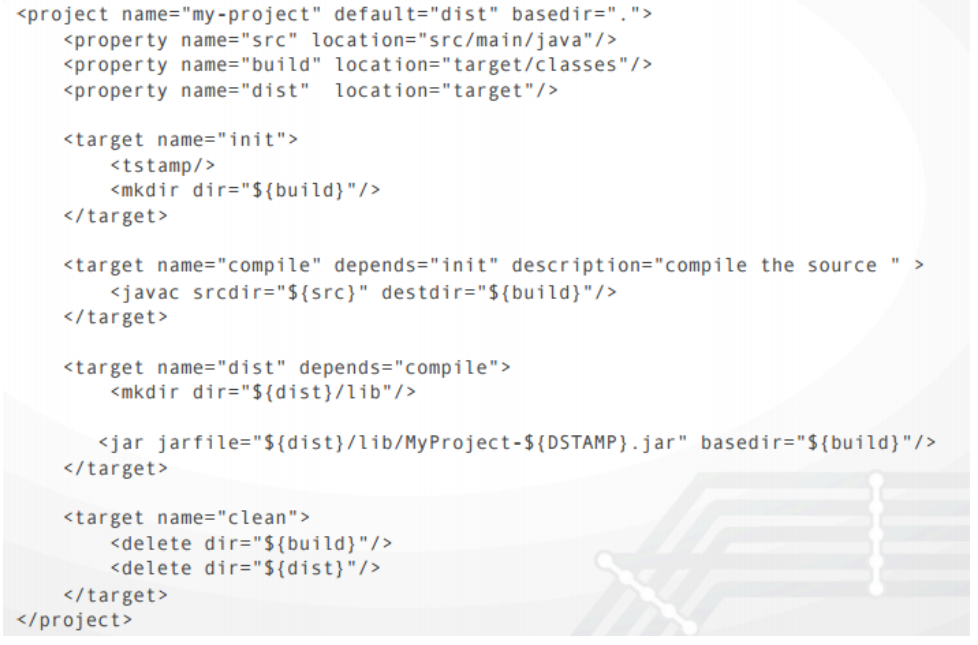 <project name="my-project" default="dist" basedir=".">
    <property name="src" location="src/main/java"/>
    <property name="build" location="target/classes"/>
    <property name="dist"  location="target"/>

    <target name="init">
        <tstamp/>
        <mkdir dir="${build}"/>
    </target>

    <target name="compile" depends="init" description="compile the source " >
        <javac srcdir="${src}" destdir="${build}"/>
    </target>

    <target name="dist" depends="compile">
        <mkdir dir="${dist}/lib"/>

       <jar jarfile="${dist}/lib/MyProject-${DSTAMP}.jar" basedir="${build}"/>
    </target>

    <target name="clean">
        <delete dir="${build}"/>
        <delete dir="${dist}"/>
    </target>
</project>